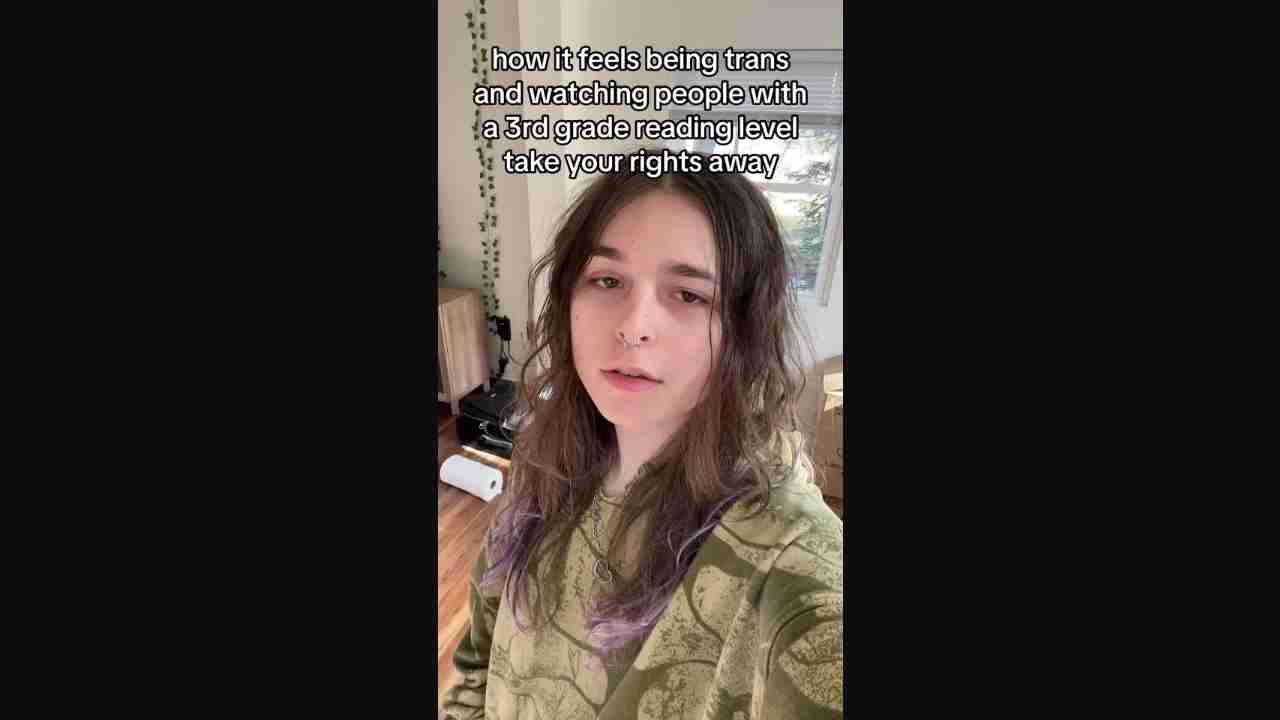 how it feels being trans
and watching people with
a 3rd grade reading level
take your rights away